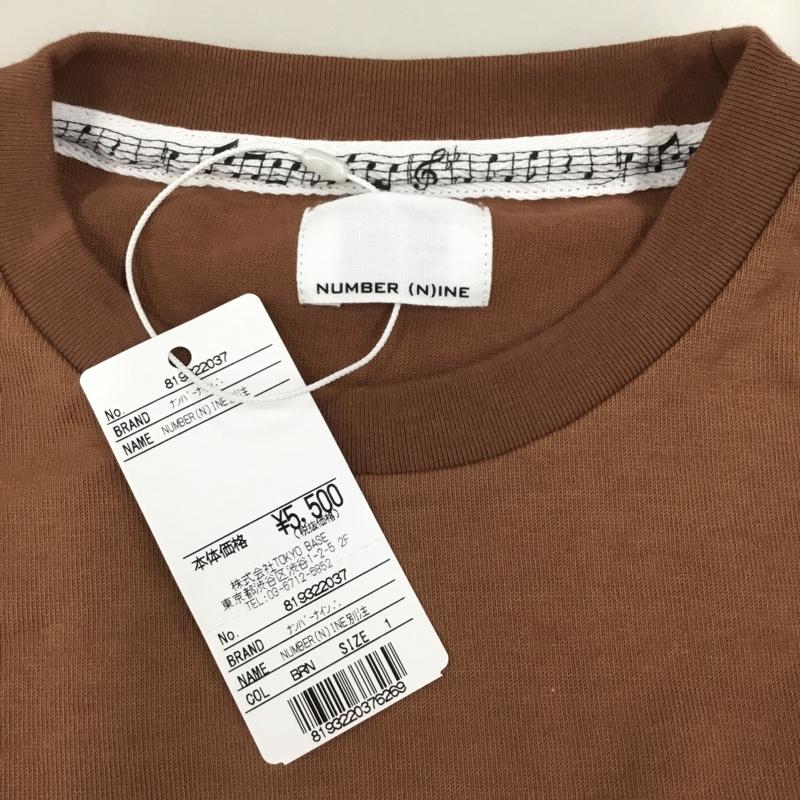 NUMBER (N)INE
No. 819322037
BRAND ナンバーナイン:
NAME NUMBER(N)INE別注
本体価格 ¥5,500
(税抜価格)
株式会社TOKYO BASE
東京都渋谷区渋谷1-2-5 2F
TEL:03-6712-6852
No. 819322037
BRAND ナンバーナイン:
NAME NUMBER(N)INE別注
COL BRN SIZE 1
8193220376269